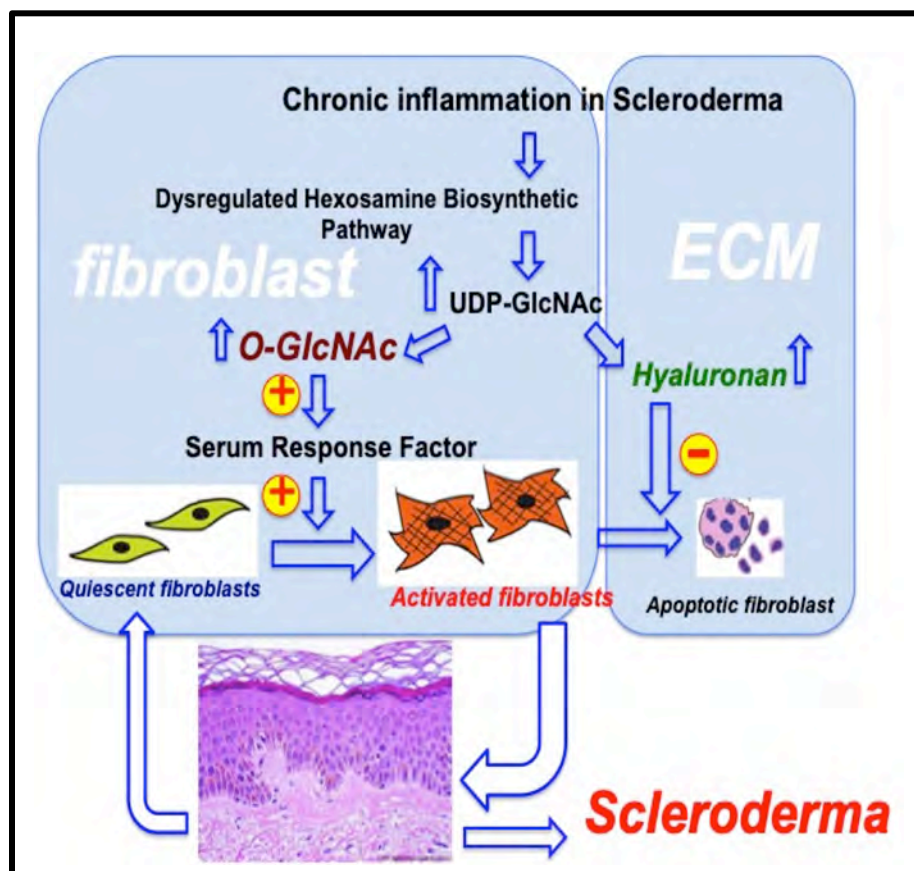 Chronic inflammation in Scleroderma
Dysregulated Hexosamine Biosynthetic
Pathway
fibroblast
ECM
UDP-GlcNAc
O-GlcNAc
Hyaluronan
+
Serum Response Factor
−
+
Quiescent fibroblasts
Activated fibroblasts
Apoptotic fibroblast
Scleroderma